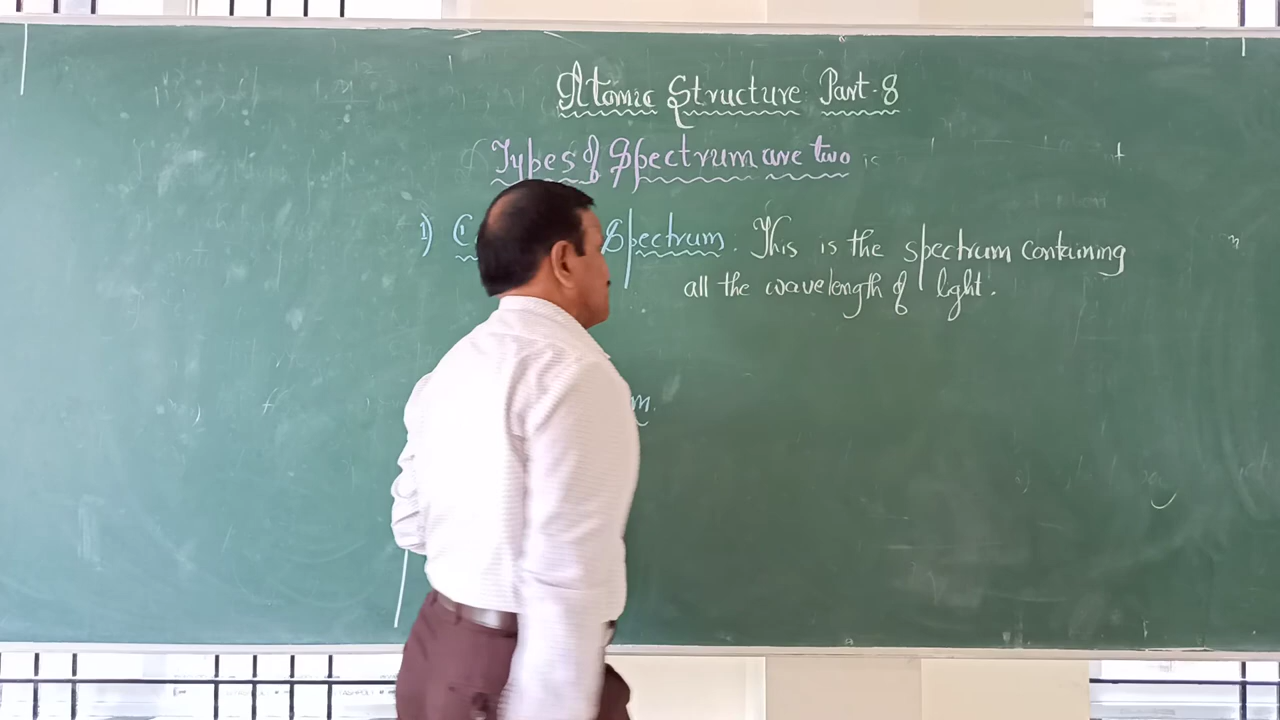 Atomic Structure Part-8
Types of Spectrum are two
1) Spectrum. This is the spectrum containing
all the wavelength of light.